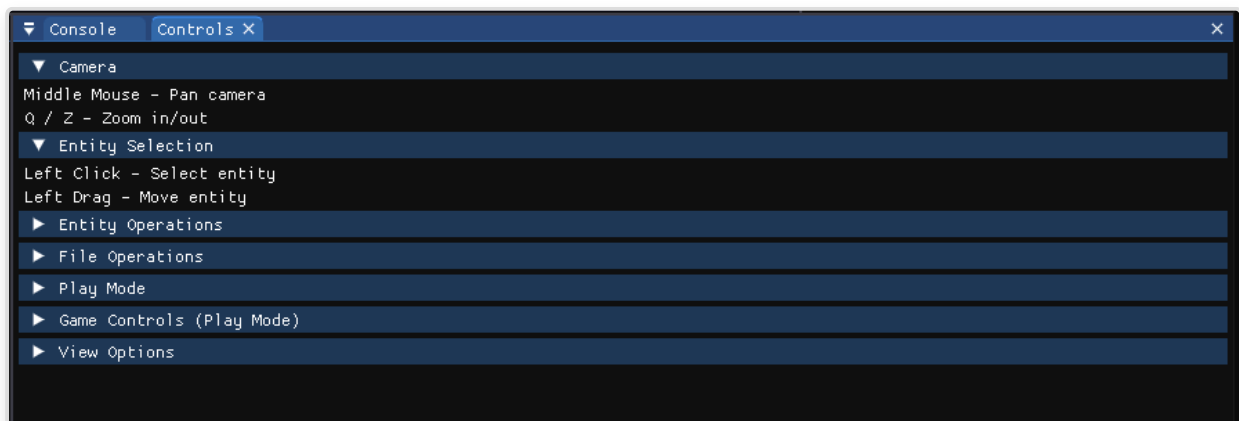 Console
Controls
Camera
Middle Mouse – Pan camera
Q / Z – Zoom in/out
Entity Selection
Left Click – Select entity
Left Drag – Move entity
Entity Operations
File Operations
Play Mode
Game Controls (Play Mode)
View Options